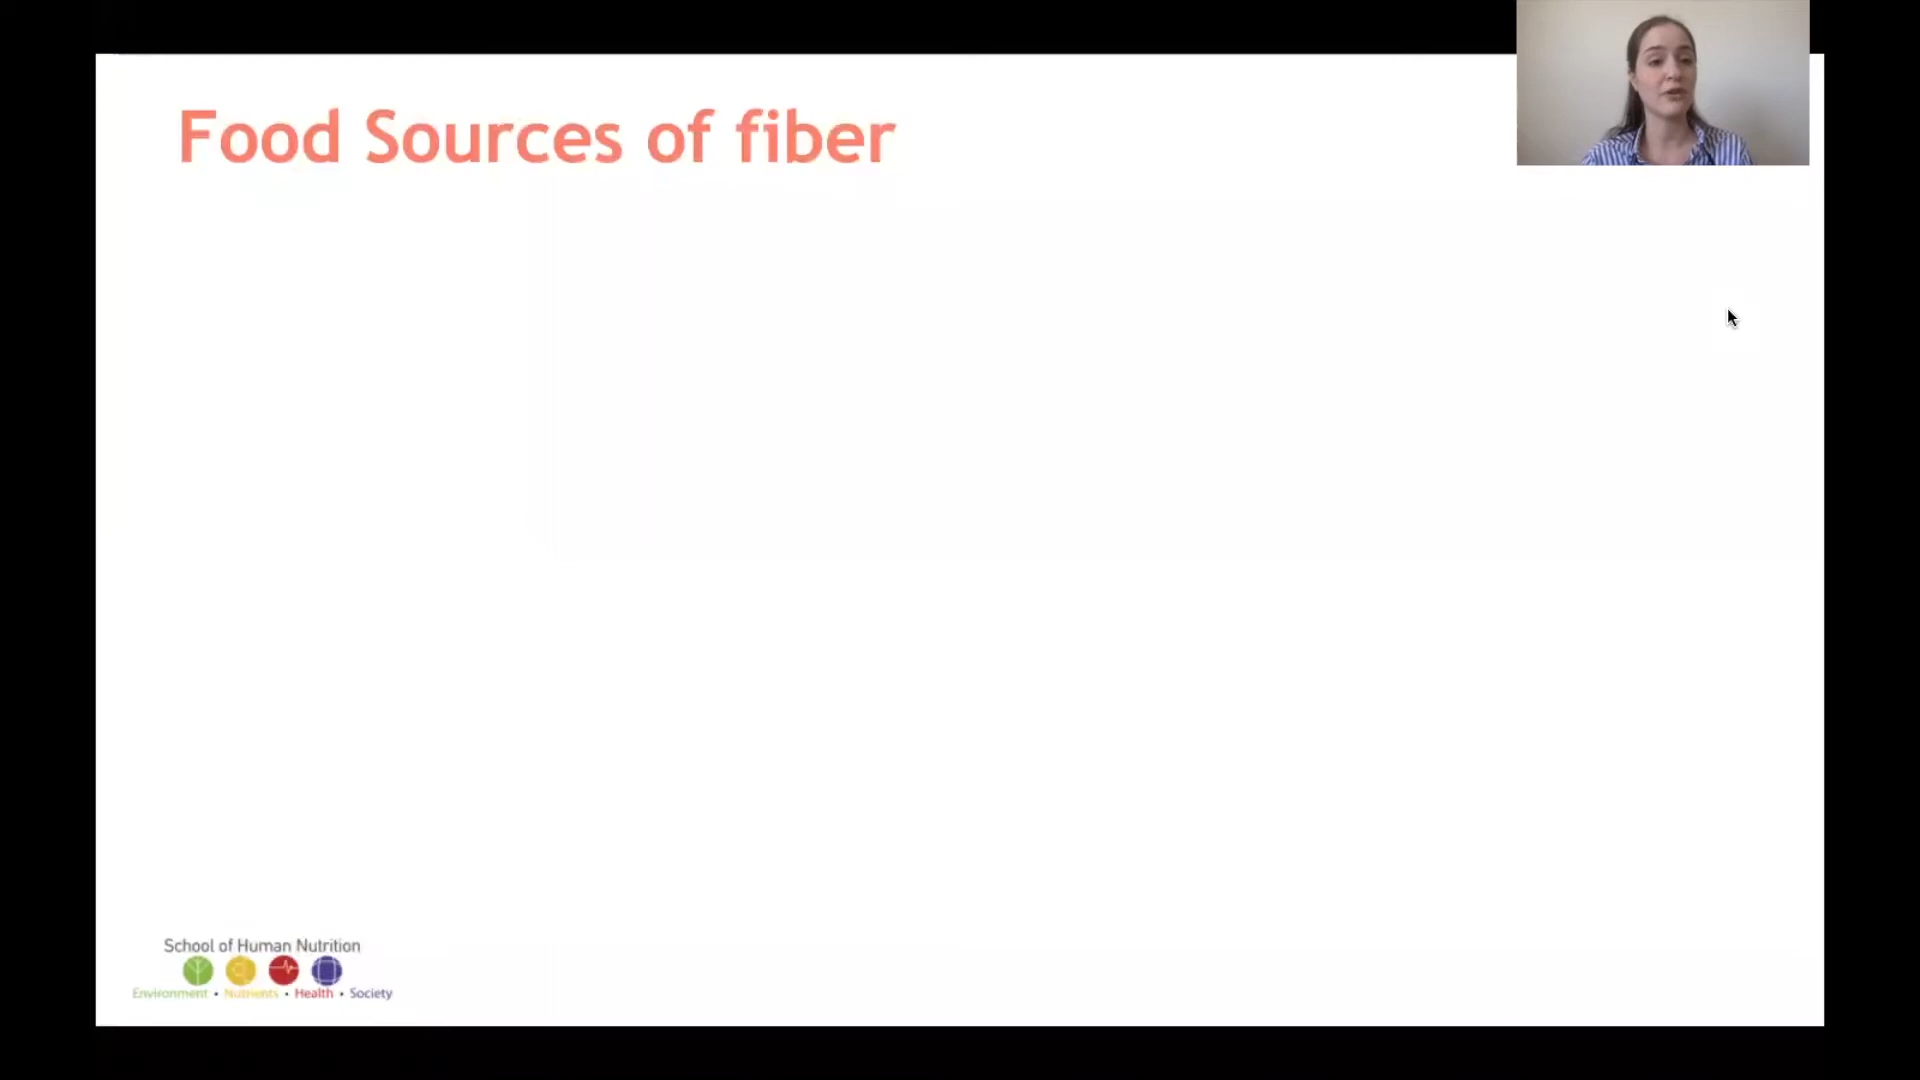 Food Sources of fiber
School of Human Nutrition
Environment • Nutrients • Health • Society